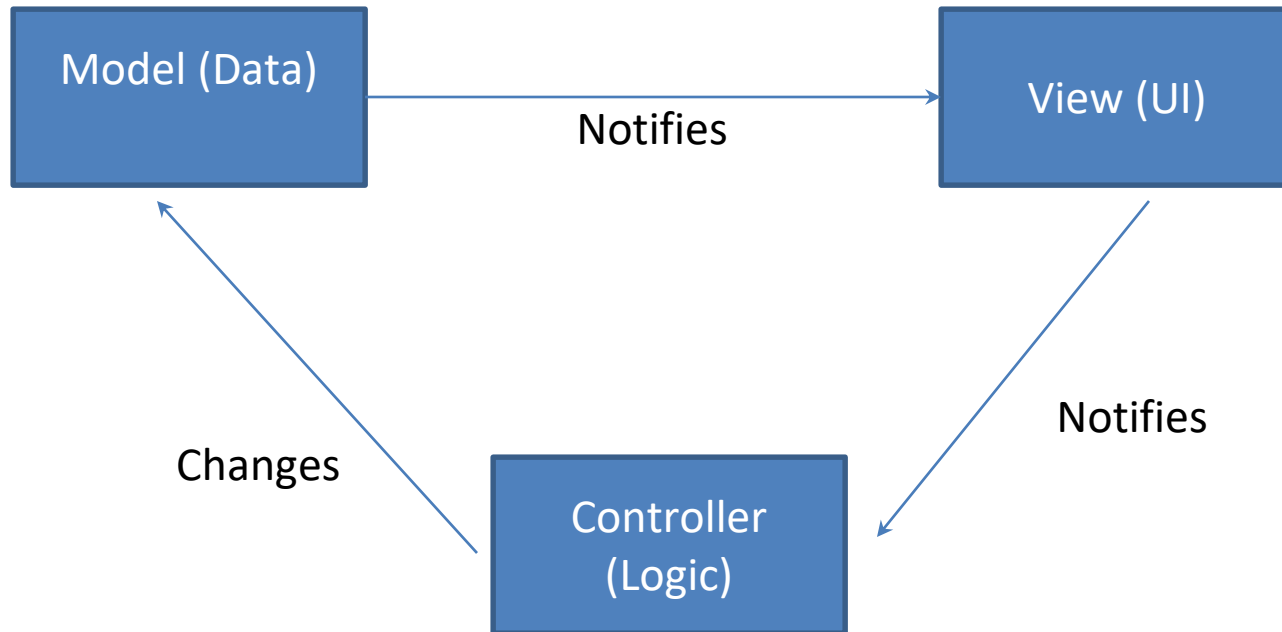 Model (Data)
View (UI)
Notifies
Notifies
Changes
Controller
(Logic)